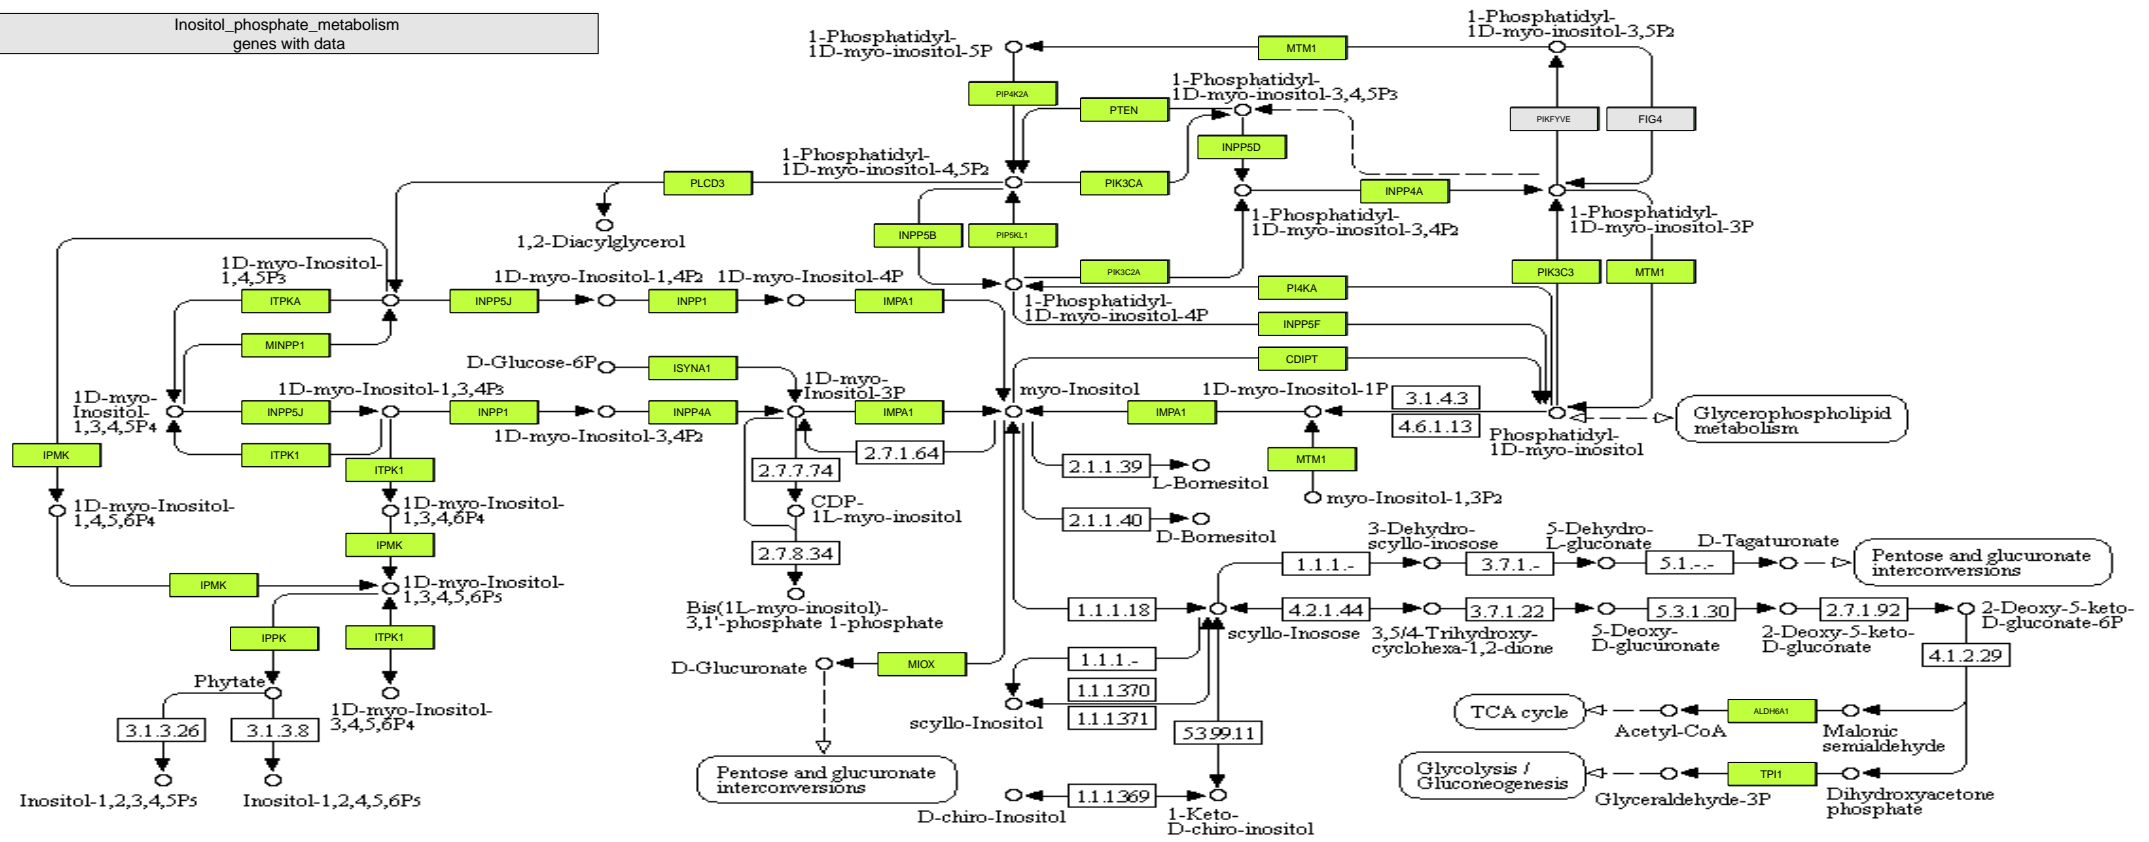 Inositol_phosphate_metabolism
genes with data
1-Phosphatidyl-
1D-myo-inositol-5P
MTM1
1-Phosphatidyl-
1D-myo-inositol-3,5P2
PIP4K2A
PTEN
1-Phosphatidyl-
1D-myo-inositol-3,4,5P3
PIKFYVE
FIG4
INPP5D
1-Phosphatidyl-
1D-myo-inositol-4,5P2
PLCD3
PIK3CA
INPP4A
1,2-Diacylglycerol
INPP5B
PIP5KL1
1-Phosphatidyl-
1D-myo-inositol-3,4P2
1-Phosphatidyl-
1D-myo-inositol-3P
PIK3C2A
PIK3C3
MTM1
1D-myo-Inositol-
1,4,5P3
1D-myo-Inositol-1,4P2
1D-myo-Inositol-4P
ITPKA
INPP5J
INPP1
IMPA1
1-Phosphatidyl-
1D-myo-inositol-4P
PI4KA
INPP5F
MINPP1
CDIPT
D-Glucose-6P
ISYNA1
1D-myo-
Inositol-3P
1D-myo-
Inositol-
1,3,4,5P4
1D-myo-Inositol-1,3,4P3
INPP5J
INPP1
INPP4A
IMPA1
myo-Inositol
IMPA1
1D-myo-Inositol-1P
3.1.4.3
4.6.1.13
Glycerophospholipid
metabolism
1D-myo-Inositol-3,4P2
Phosphatidyl-
1D-myo-inositol
IPMK
ITPK1
ITPK1
2.7.1.64
2.7.7.74
2.1.1.39
L-Bornesitol
MTM1
myo-Inositol-1,3P2
1D-myo-Inositol-
1,4,5,6P4
1D-myo-Inositol-
1,3,4,6P4
CDP-
1L-myo-inositol
2.1.1.40
D-Bornesitol
IPMK
2.7.8.34
3-Dehydro-
scyllo-inosose
5-Dehydro-
L-gluconate
D-Tagaturonate
1.1.1.-
3.7.1.-
5.1.-.-
Pentose and glucuronate
interconversions
IPMK
1D-myo-Inositol-
1,3,4,5,6P5
Bis(1L-myo-inositol)-
3,1'-phosphate 1-phosphate
1.1.1.18
4.2.1.44
3.7.1.22
5.3.1.30
2.7.1.92
2-Deoxy-5-keto-
D-gluconate-6P
scyllo-Inosose
3,5/4-Trihydroxy-
cyclohexa-1,2-dione
5-Deoxy-
D-glucuronate
2-Deoxy-5-keto-
D-gluconate
IPPK
ITPK1
D-Glucuronate
MIOX
1.1.1.-
1.1.1370
1.1.1371
4.1.2.29
Phytate
1D-myo-Inositol-
3,4,5,6P4
scyllo-Inositol
5.3.99.11
TCA cycle
ALDH6A1
Acetyl-CoA
Malonic
semialdehyde
3.1.3.26
3.1.3.8
Pentose and glucuronate
interconversions
Glycolysis /
Gluconeogenesis
TPI1
Glyceraldehyde-3P
Dihydroxyacetone
phosphate
Inositol-1,2,3,4,5P5
Inositol-1,2,4,5,6P5
D-chiro-Inositol
1.1.1369
1-Keto-
D-chiro-inositol